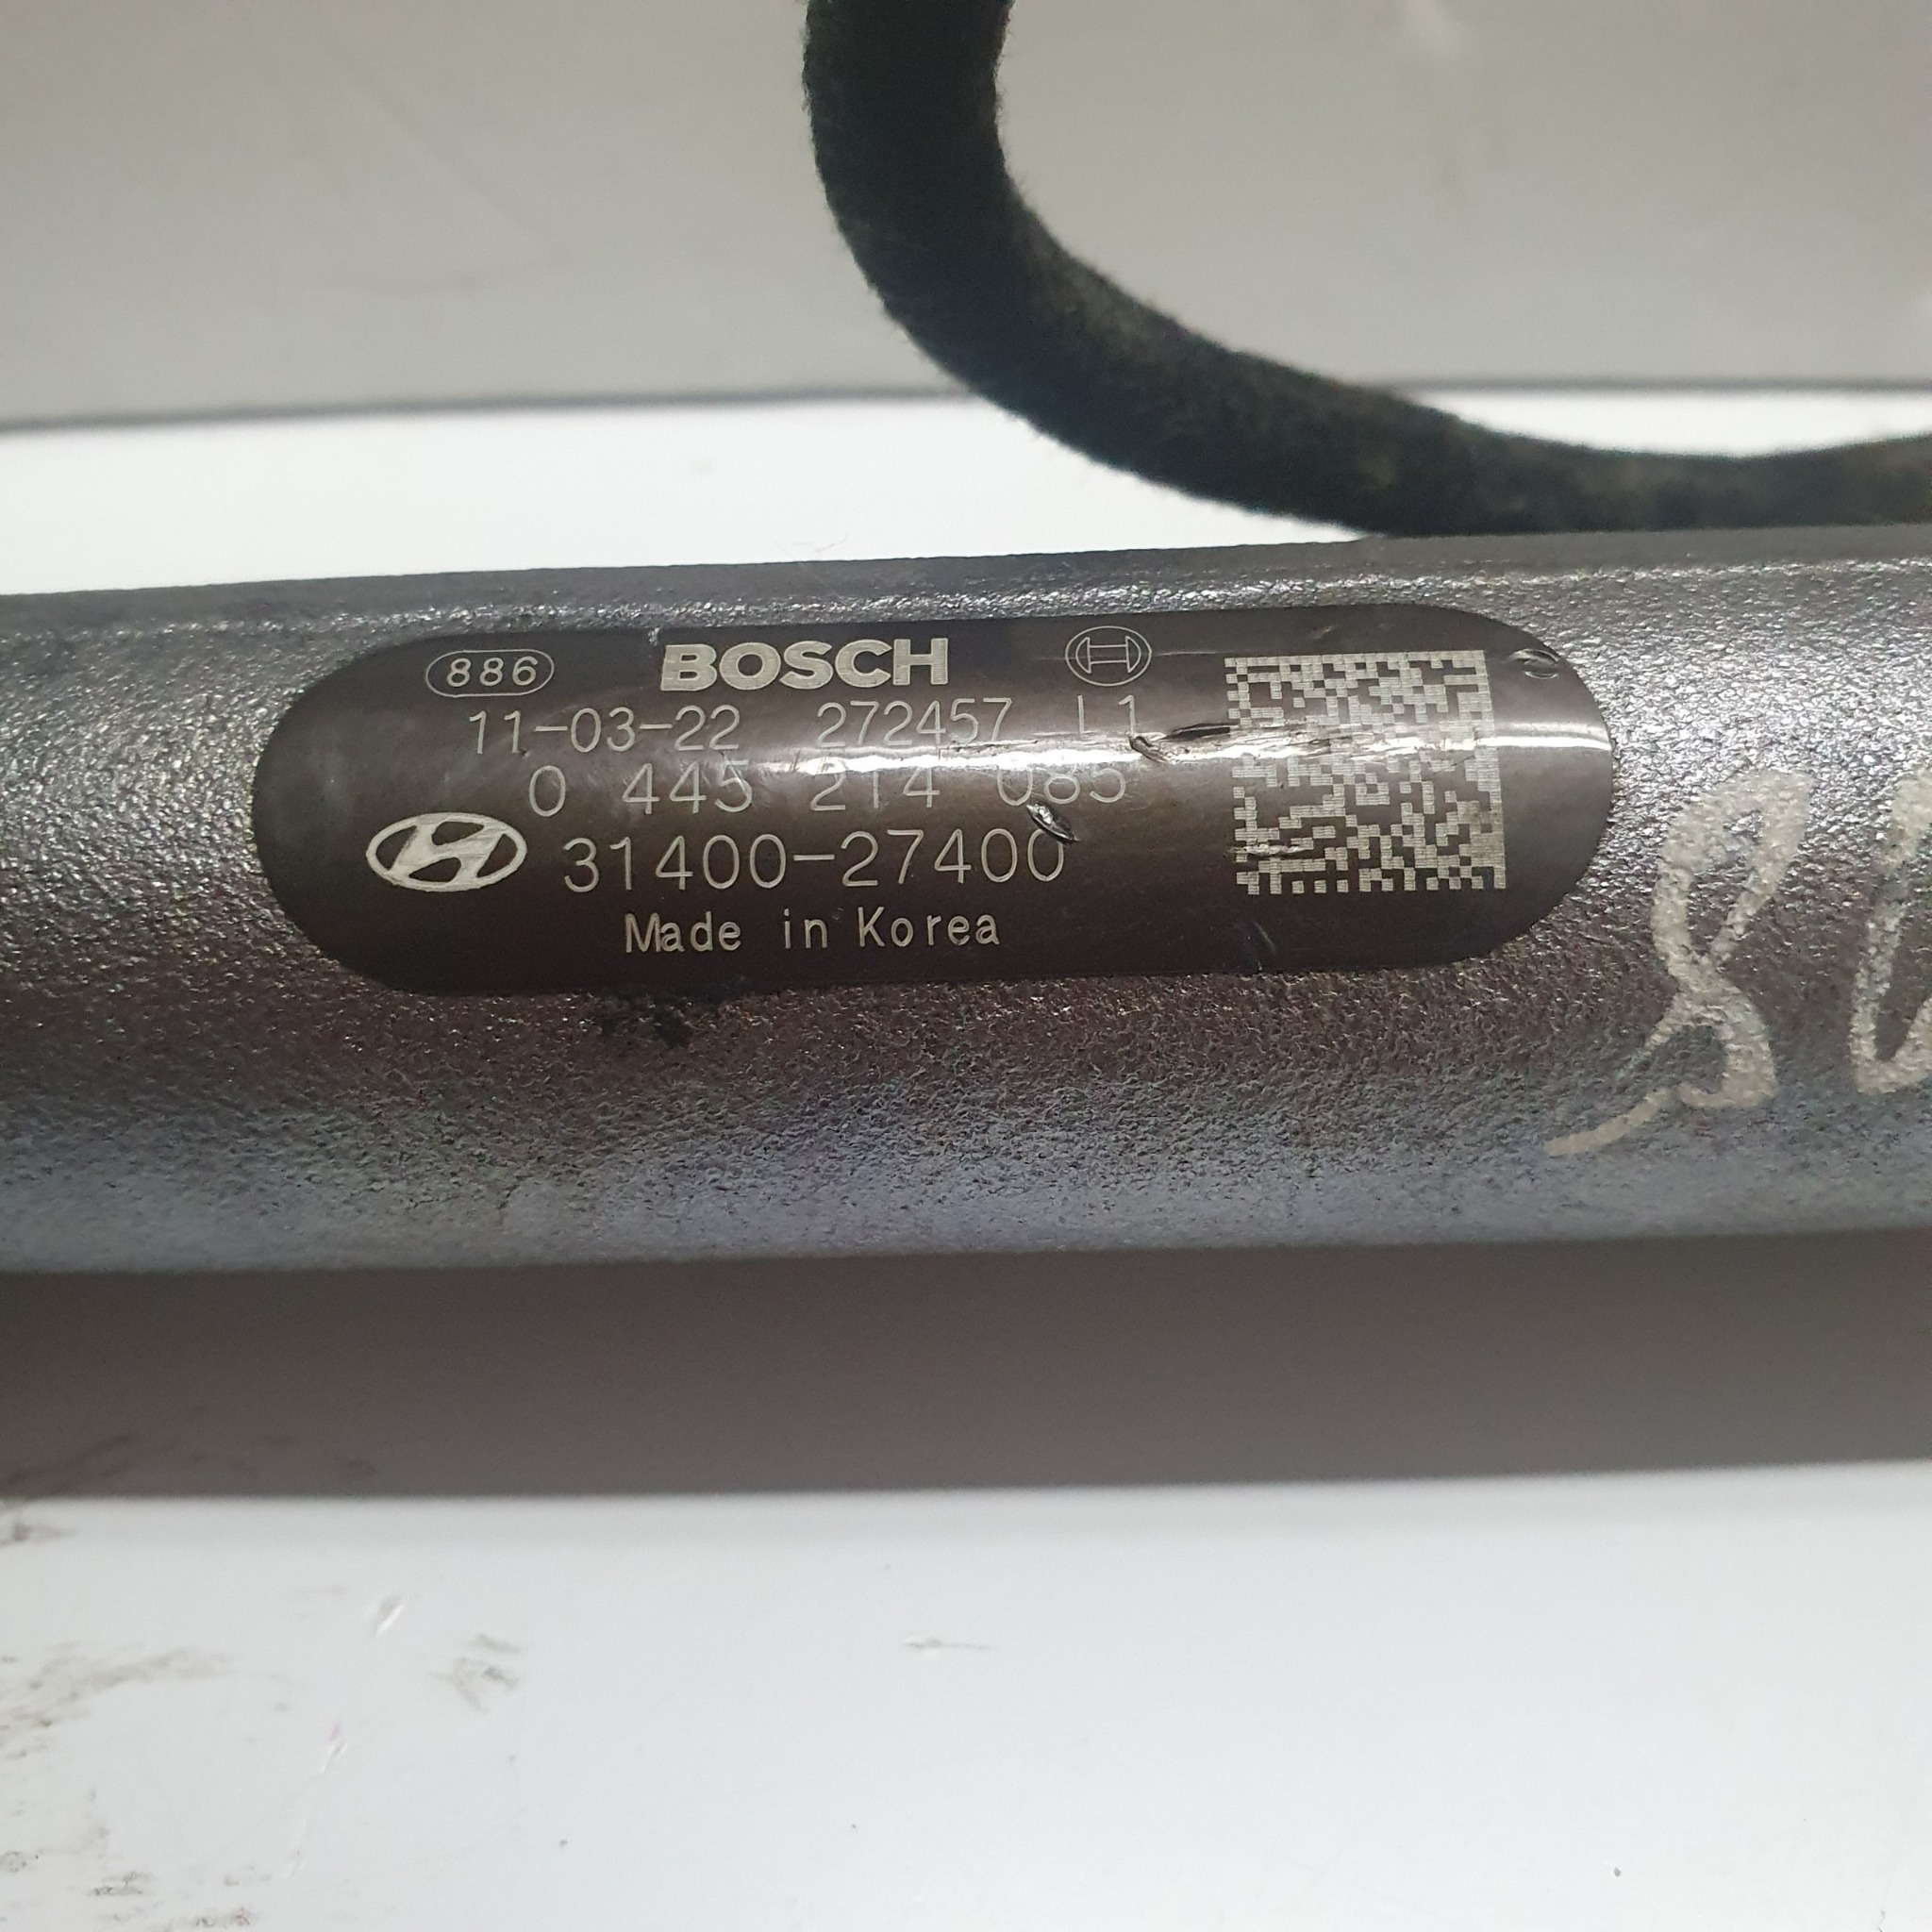 886 BOSCH
11-03-22 272457 L1
0 445 214 085
31400-27400
Made in Korea